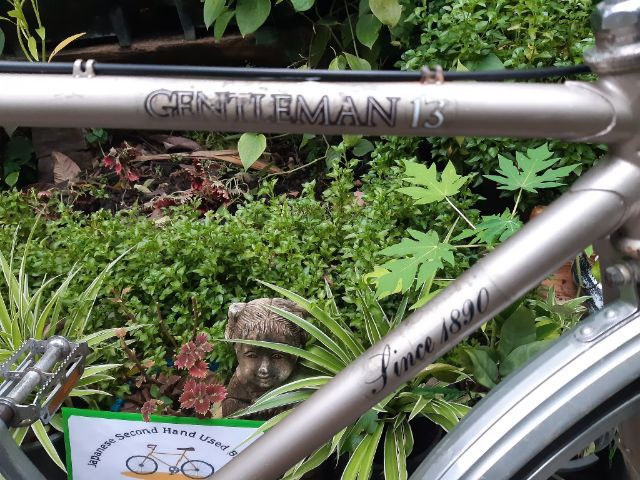 GENTLEMAN 13
Since 1890
Japanese Second Hand Used